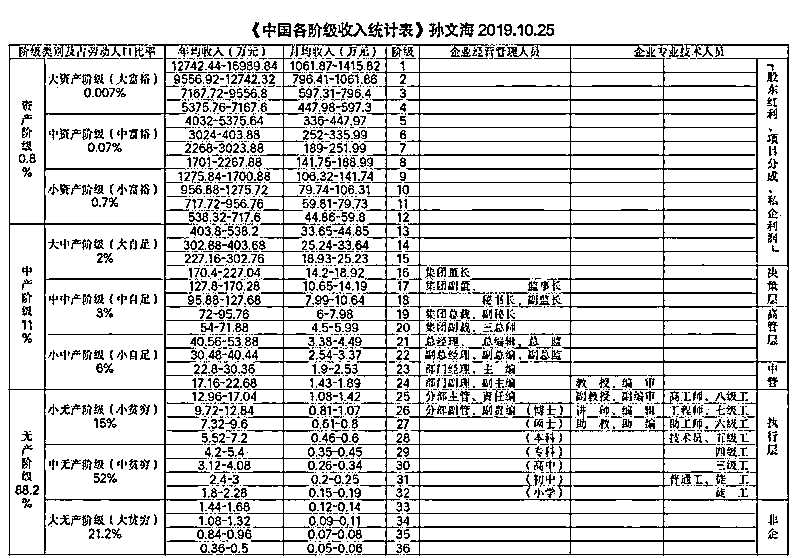 《中国各阶级收入统计表》孙文海 2019.10.25
阶级类别及占劳动人口比率 年均收入（万元） 月均收入（万元） 阶级 企业经营管理人员 企业专业技术人员
资产阶级0.8%
大资产阶级（大富裕）0.007%
12742.44-16989.84 1061.87-1415.82 1
9556.92-12742.32 796.41-1061.86 2
7167.72-9556.8 597.31-796.4 3
5375.76-7167.6 447.98-597.3 4
中资产阶级（中富裕）0.07%
4032-5375.64 336-447.97 5
3024-403.88 252-335.99 6
2268-3023.88 189-251.99 7
1701-2267.88 141.75-188.99 8
小资产阶级（小富裕）0.7%
1275.84-1700.88 106.32-141.74 9
956.88-1275.72 79.74-106.31 10
717.72-956.76 59.81-79.73 11
538.32-717.6 44.86-59.8 12
「股东红利、项目分成、私企利润」
中产阶级11%
大中产阶级（大自足）2%
403.8-538.2 33.65-44.85 13
302.88-403.68 25.24-33.64 14
227.16-302.76 18.93-25.23 15
中中产阶级（中自足）3%
170.4-227.04 14.2-18.92 16 集团董长
127.8-170.28 10.65-14.19 17 集团副董、 监事长
95.88-127.68 7.99-10.64 18 秘书长、副监长
72-95.76 6-7.98 19 集团总裁、副秘长
54-71.88 4.5-5.99 20 集团副裁、三总师
小中产阶级（小自足）6%
40.56-53.88 3.38-4.49 21 总经理、 总编辑、总 监
30.48-40.44 2.54-3.37 22 副总经理、副总编、副总监
22.8-30.36 1.9-2.53 23 部门经理、主 编
17.16-22.68 1.43-1.89 24 部门副理、副主编 教 授、编 审
决策层
高管层
中管
无产阶级88.2%
小无产阶级（小贫穷）15%
12.96-17.04 1.08-1.42 25 分部主管、责任编 副教授、副编审 高工师、八级工
9.72-12.84 0.81-1.07 26 分部副管、副责编（博士） 讲 师、编 辑 工程师、七级工
7.32-9.6 0.61-0.8 27 （硕士） 助 教、助 编 助工师、六级工
5.52-7.2 0.46-0.6 28 （本科） 技术员、五级工
中无产阶级（中贫穷）52%
4.2-5.4 0.35-0.45 29 （专科） 四级工
3.12-4.08 0.26-0.34 30 （高中） 三级工
2.4-3 0.2-0.25 31 （初中） 普通工、徒 工
1.8-2.28 0.15-0.19 32 （小学） 工
大无产阶级（大贫穷）21.2%
1.44-1.68 0.12-0.14 33
1.08-1.32 0.09-0.11 34
0.84-0.96 0.07-0.08 35
0.36-0.5 0.05-0.06 36
执行层
非企